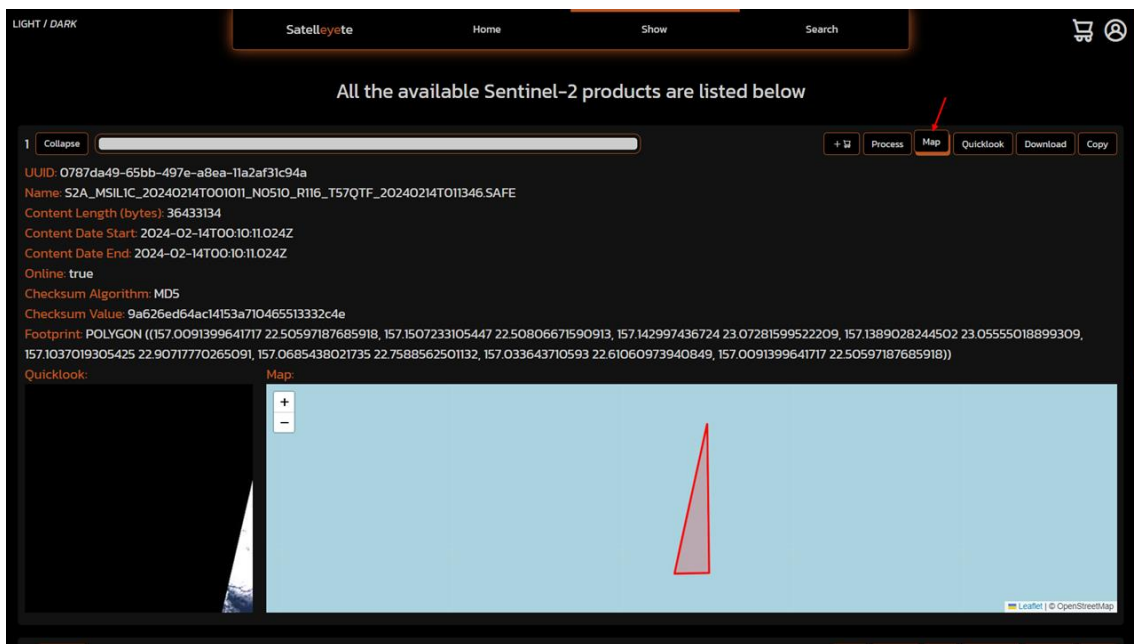 LIGHT / DARK
Satelleyete Home Show Search
All the available Sentinel-2 products are listed below
1 Collapse + Process Map Quicklook Download Copy
UUID: 0787da49-65bb-497e-a8ea-11a2af31c94a
Name: S2A_MSIL1C_20240214T001011_N0510_R116_T57QTF_20240214T011346.SAFE
Content Length (bytes): 36433134
Content Date Start: 2024-02-14T00:10:11.024Z
Content Date End: 2024-02-14T00:10:11.024Z
Online: true
Checksum Algorithm: MD5
Checksum Value: 9a626ed64ac14153a710465513332c4e
Footprint: POLYGON ((157.0091399641717 22.50597187685918, 157.1507233105447 22.50806671590913, 157.142997436724 23.07281599522209, 157.1389028244502 23.05555018899309,
157.1037019305425 22.90717770265091, 157.0685438021735 22.7588562501132, 157.033643710593 22.61060973940849, 157.0091399641717 22.50597187685918))
Quicklook: Map:
+
−
Leaflet | © OpenStreetMap